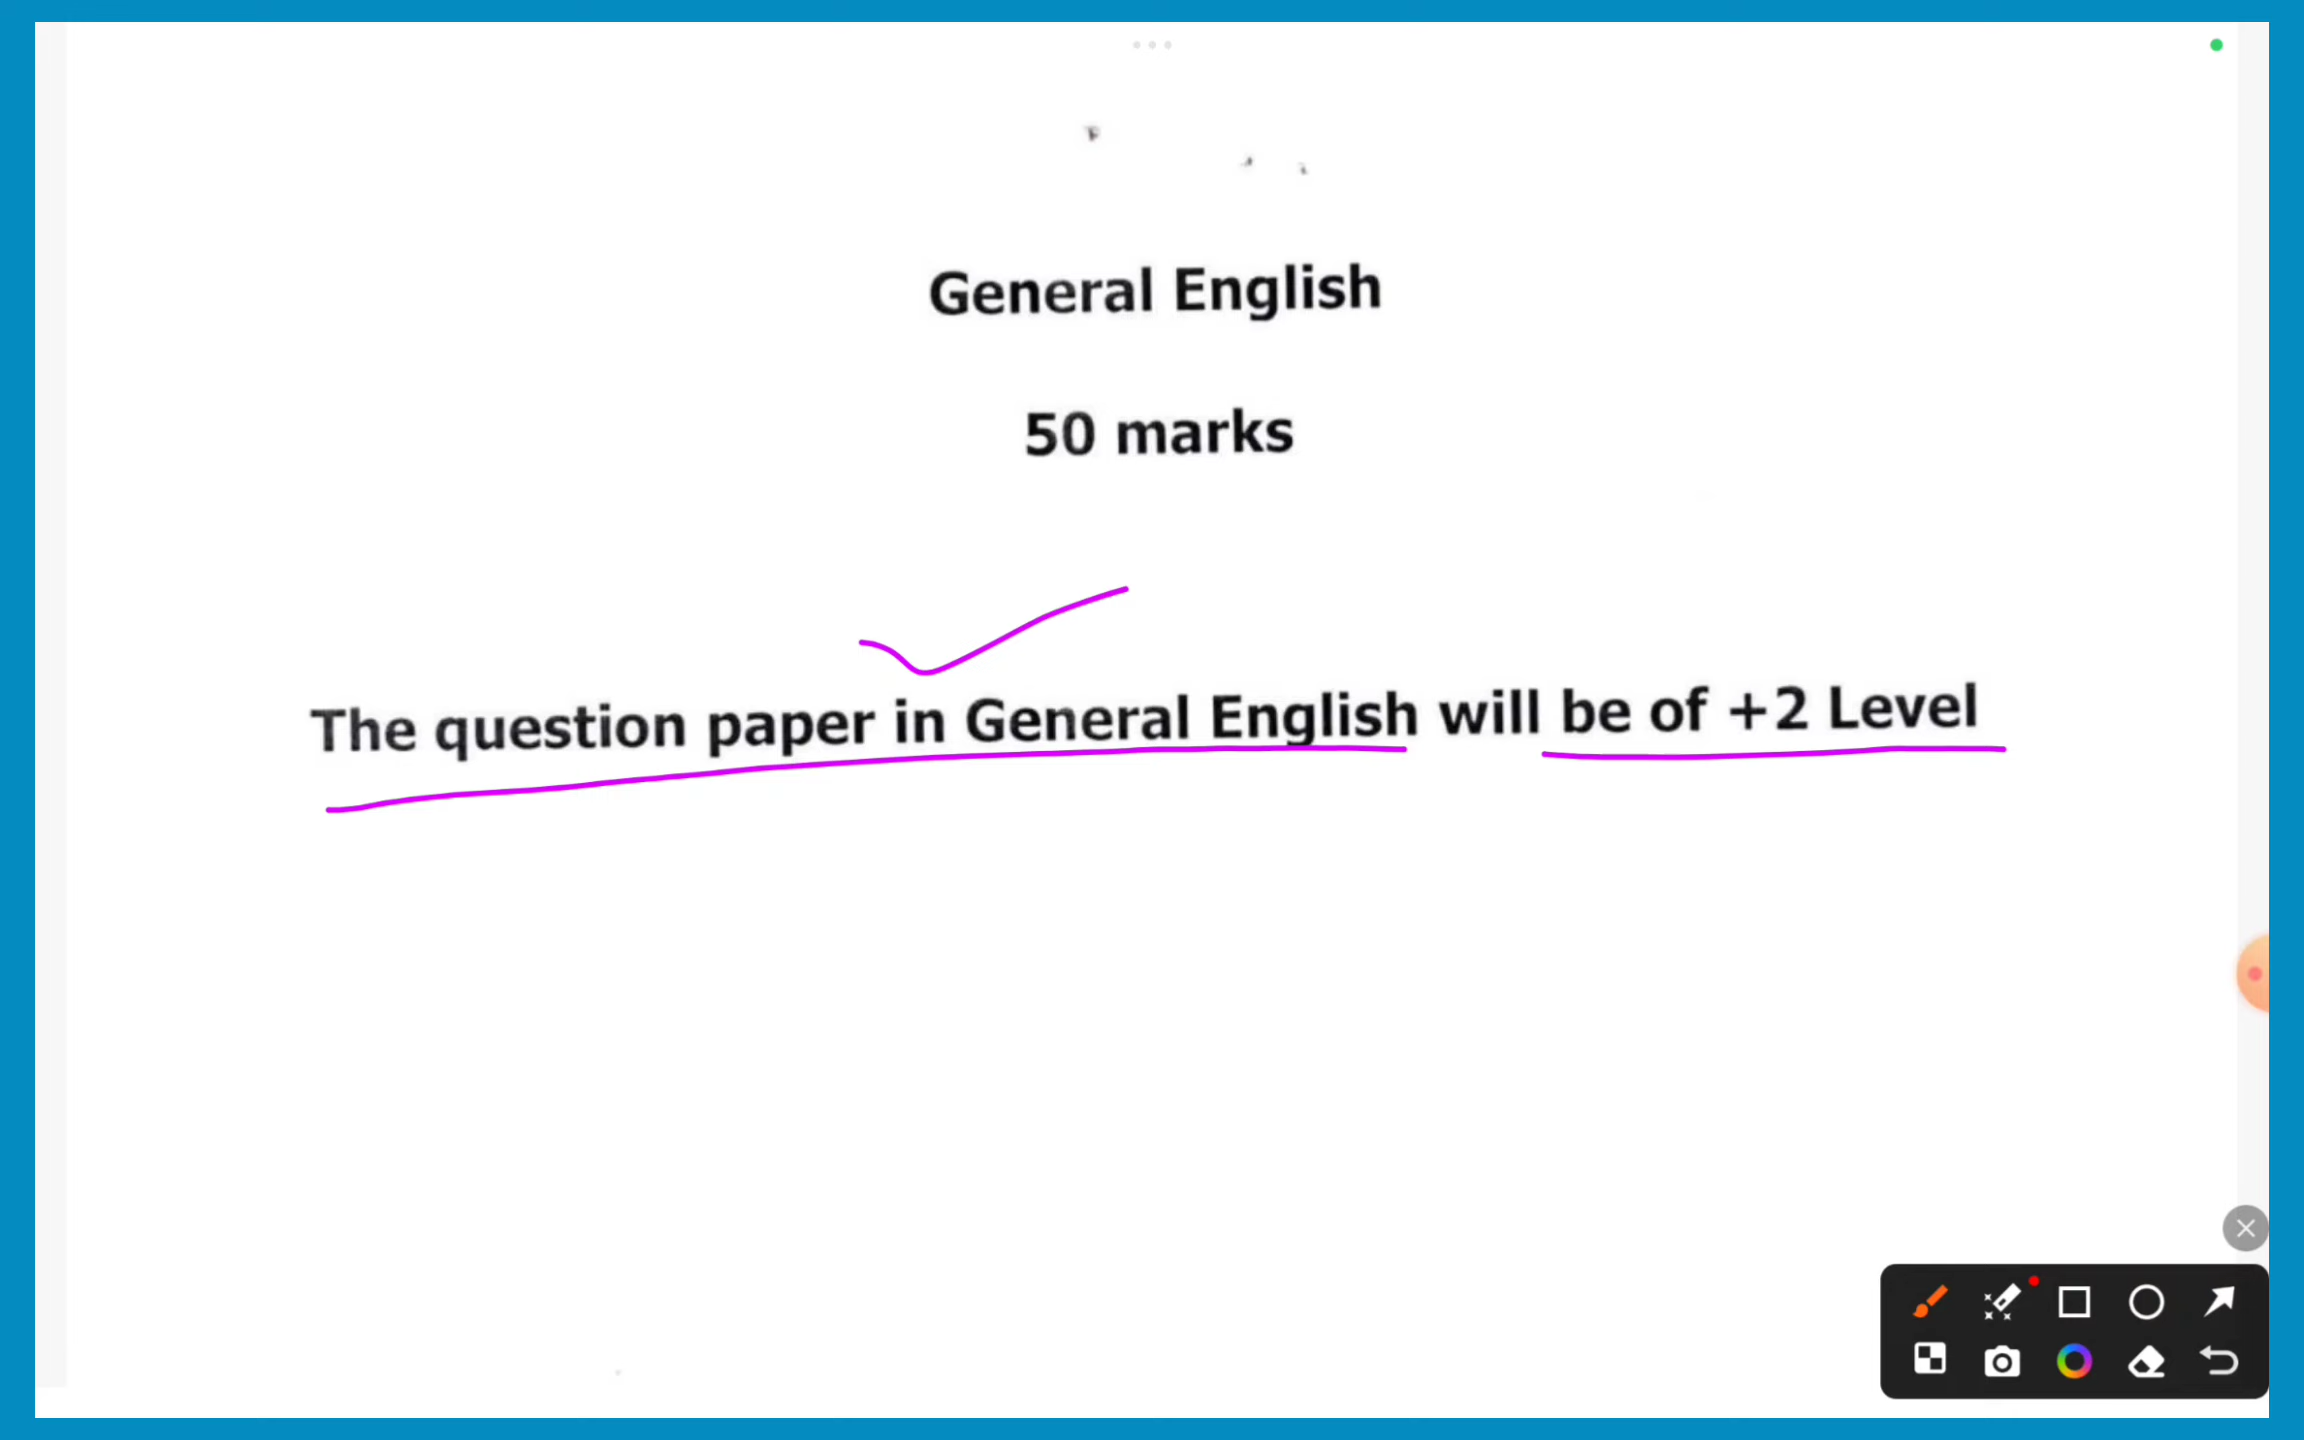 General English
50 marks
The question paper in General English will be of +2 Level